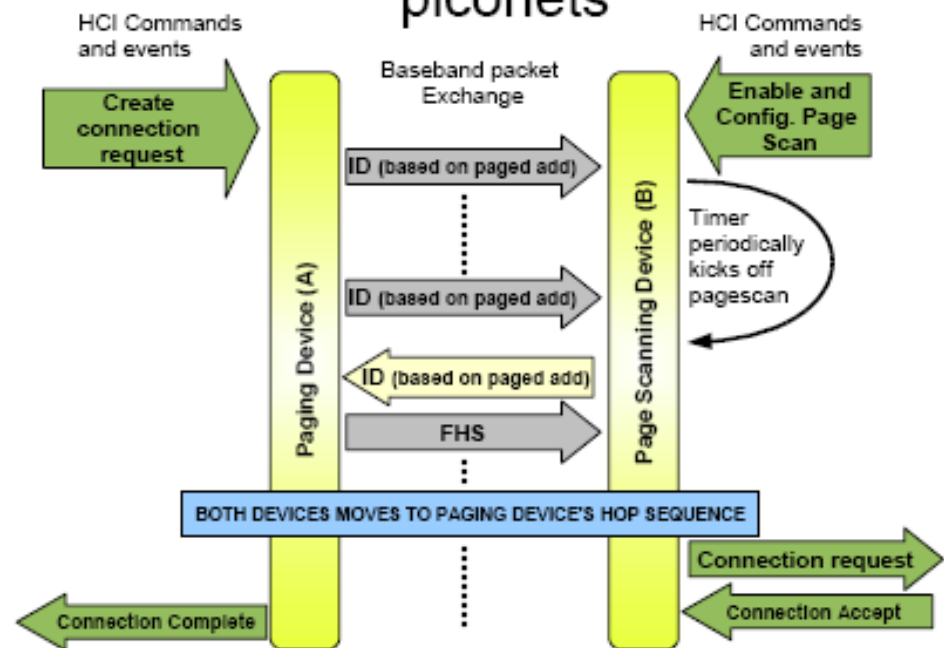 piconets
HCI Commands
and events
HCI Commands
and events
Baseband packet
Exchange
Create
connection
request
Enable and
Config. Page
Scan
ID (based on paged add)
Timer
periodically
kicks off
pagescan
Paging Device (A)
Page Scanning Device (B)
ID (based on paged add)
ID (based on paged add)
FHS
BOTH DEVICES MOVES TO PAGING DEVICE'S HOP SEQUENCE
Connection request
Connection Accept
Connection Complete